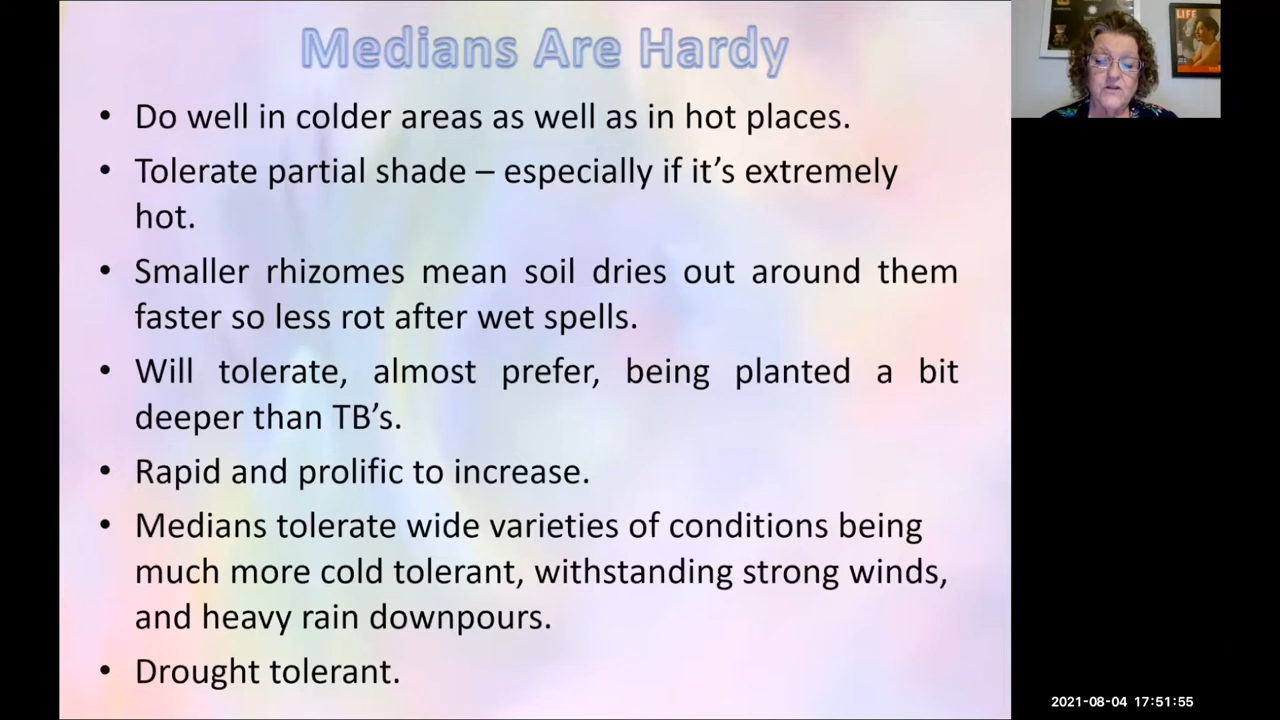 Medians Are Hardy
• Do well in colder areas as well as in hot places.
• Tolerate partial shade – especially if it’s extremely
hot.
• Smaller rhizomes mean soil dries out around them
faster so less rot after wet spells.
• Will tolerate, almost prefer, being planted a bit
deeper than TB’s.
• Rapid and prolific to increase.
• Medians tolerate wide varieties of conditions being
much more cold tolerant, withstanding strong winds,
and heavy rain downpours.
• Drought tolerant.
LIFE
2021-08-04 17:51:55